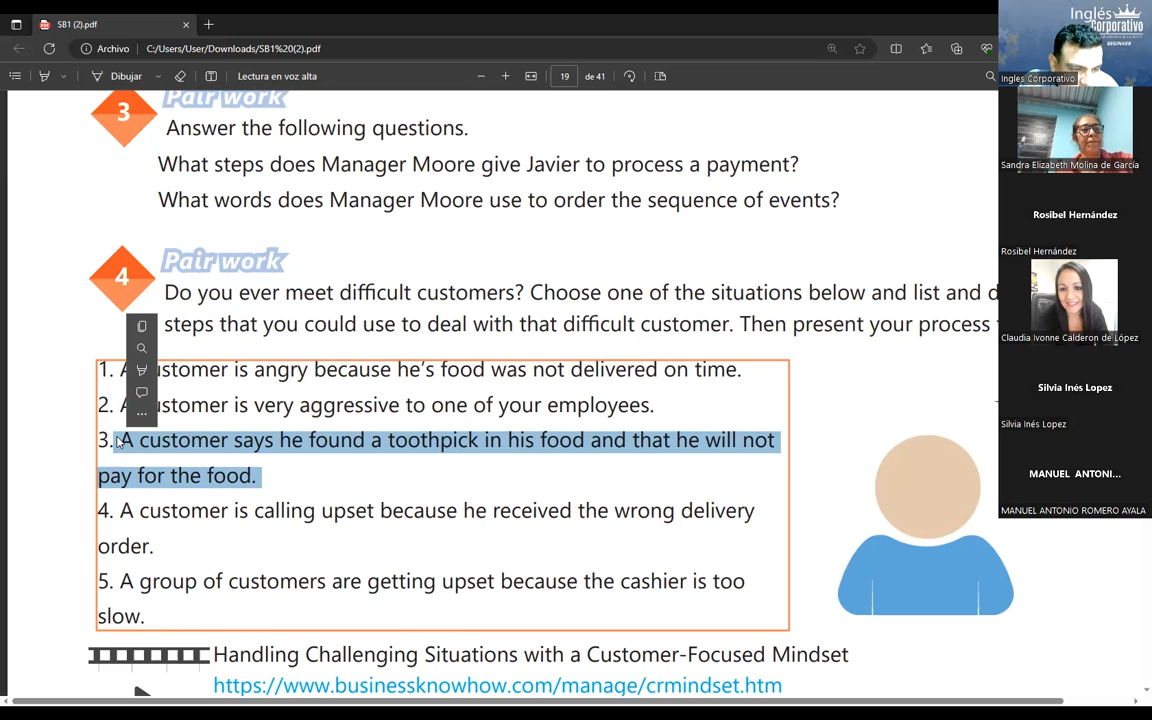 SB1 (2).pdf
Archivo
C:/Users/User/Downloads/SB1%20(2).pdf
Dibujar
Lectura en voz alta
19
de 41
3
Pair work
Answer the following questions.
What steps does Manager Moore give Javier to process a payment?
What words does Manager Moore use to order the sequence of events?
4
Pair work
Do you ever meet difficult customers? Choose one of the situations below and list and d
steps that you could use to deal with that difficult customer. Then present your process
1. A customer is angry because he's food was not delivered on time.
2. A customer is very aggressive to one of your employees.
3. A customer says he found a toothpick in his food and that he will not
pay for the food.
4. A customer is calling upset because he received the wrong delivery
order.
5. A group of customers are getting upset because the cashier is too
slow.
Handling Challenging Situations with a Customer-Focused Mindset
https://www.businessknowhow.com/manage/crmindset.htm
Inglés
Corporativo
BEGINNER
Ingles Corporativo
Sandra Elizabeth Molina de García
Rosibel Hernández
Rosibel Hernández
Claudia Ivonne Calderon de López
Silvia Inés Lopez
Silvia Inés Lopez
MANUEL ANTONI...
MANUEL ANTONIO ROMERO AYALA